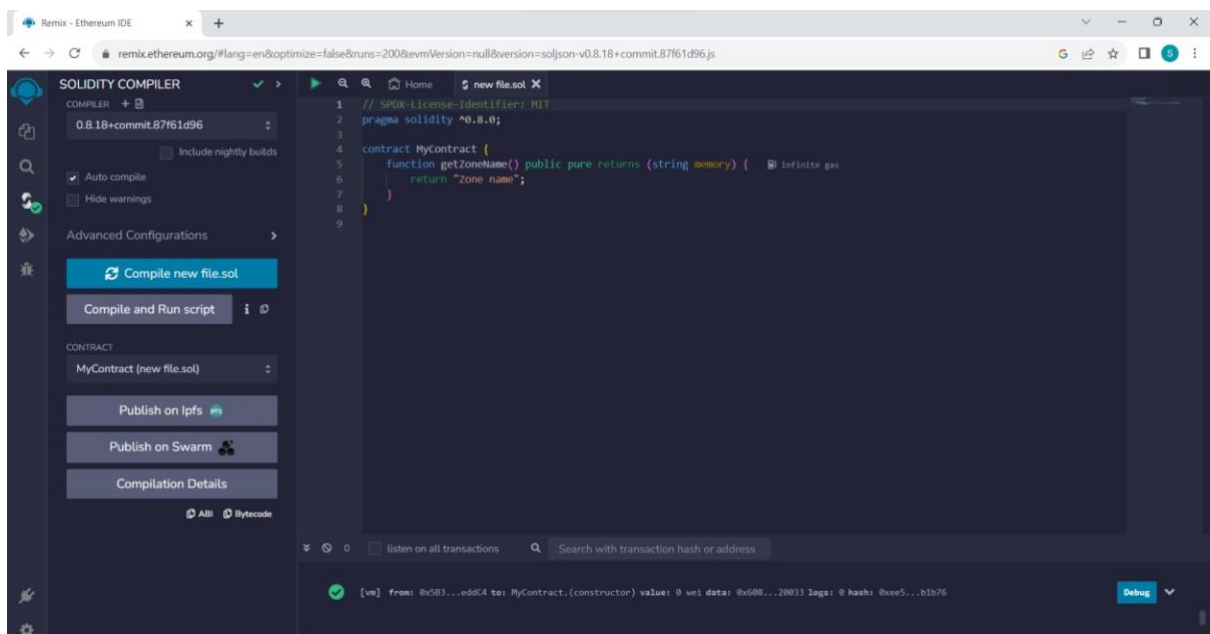 Remix - Ethereum IDE
remix.ethereum.org/#lang=en&optimize=false&runs=200&evmVersion=null&version=soljson-v0.8.18+commit.87f61d96.js
G
S
SOLIDITY COMPILER
COMPILER
0.8.18+commit.87f61d96
Include nightly builds
Auto compile
Hide warnings
Advanced Configurations
Compile new file.sol
Compile and Run script
i
CONTRACT
MyContract (new file.sol)
Publish on Ipfs
Publish on Swarm
Compilation Details
ABI Bytecode
Home new file.sol
1 // SPDX-License-Identifier: MIT
2 pragma solidity ^0.8.0;
3
4 contract MyContract {
5 function getZoneName() public pure returns (string memory) { infinite gas
6 return "Zone name";
7 }
8 }
9
0 listen on all transactions Search with transaction hash or address
[vm] from: 0x5B3...eddC4 to: MyContract.(constructor) value: 0 wei data: 0x608...20033 logs: 0 hash: 0xee5...b1b76
Debug